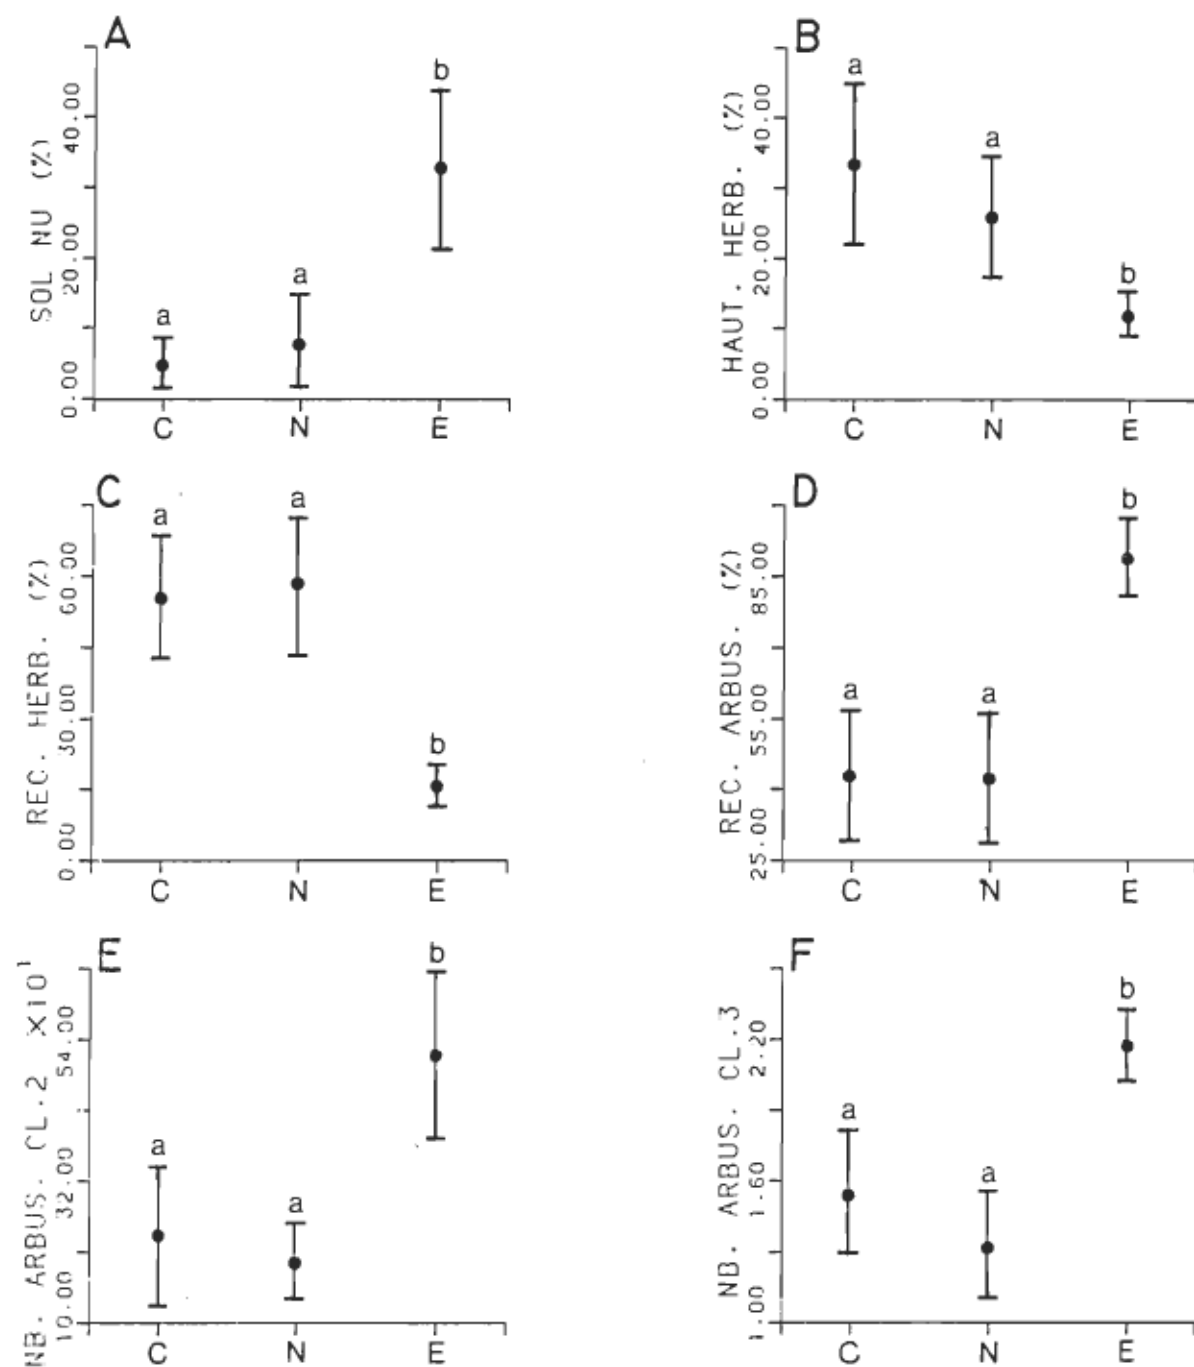 A
SOL NU (%)
40.00
20.00
0.00
a
a
b
C N E
B
HAUT. HERB. (%)
40.00
20.00
0.00
a
a
b
C N E
C
REC. HERB. (%)
60.00
30.00
0.00
a
a
b
C N E
D
REC. ARBUS. (%)
85.00
55.00
25.00
a
a
b
C N E
E
NB. ARBUS. CL.2 X10¹
54.00
32.00
10.00
a
a
b
C N E
F
NB. ARBUS. CL.3
2.20
1.60
1.00
a
a
b
C N E